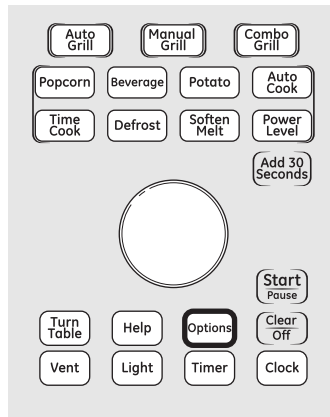 Auto Manual Combo
Grill Grill Grill
Popcorn Beverage Potato Auto Cook
Time Cook Defrost Soften Melt Power Level
Add 30
Seconds
Start
Pause
Turn Table Help Options Clear Off
Vent Light Timer Clock